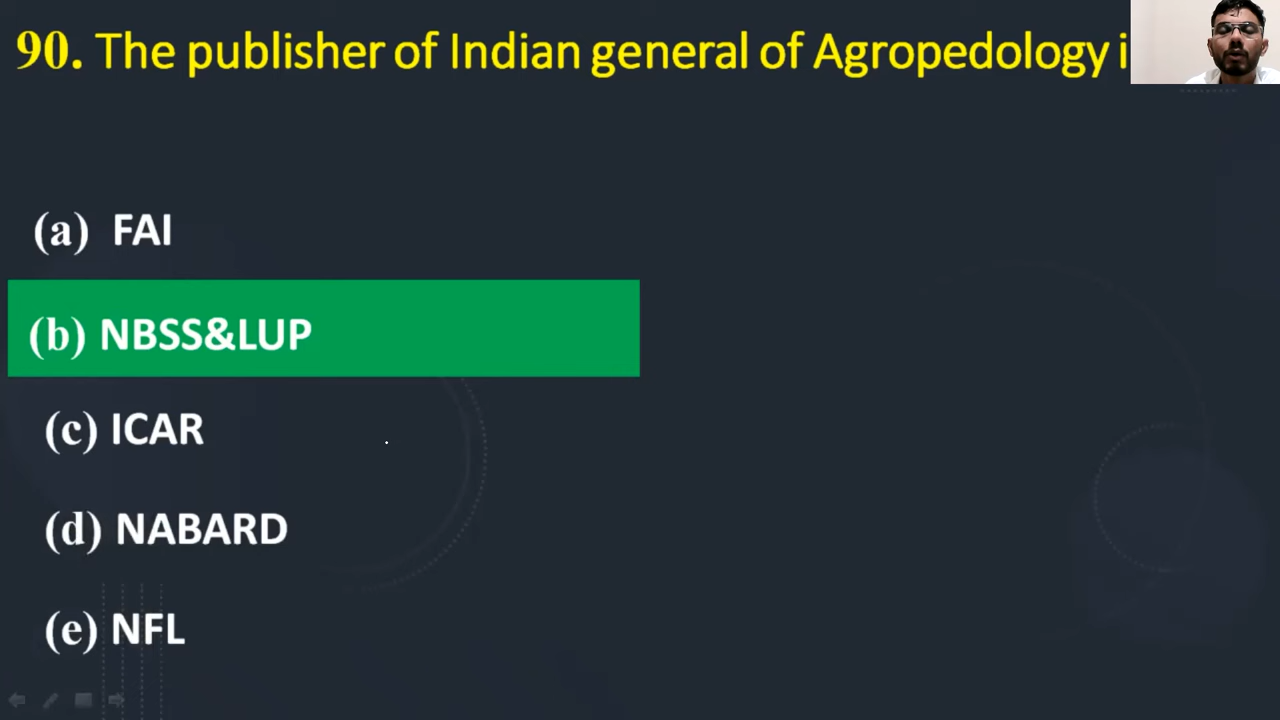 90. The publisher of Indian general of Agropedology i
(a) FAI
(b) NBSS&LUP
(c) ICAR
(d) NABARD
(e) NFL